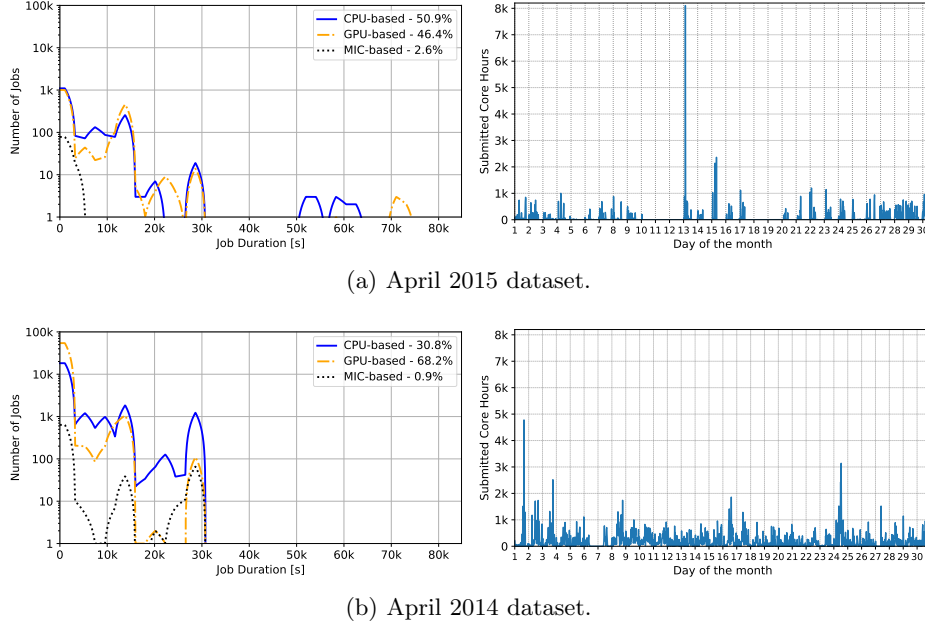 100k
10k
1k
100
10
1
Number of Jobs
0 10k 20k 30k 40k 50k 60k 70k 80k
Job Duration [s]
CPU-based - 50.9%
GPU-based - 46.4%
MIC-based - 2.6%
8k
7k
6k
5k
4k
3k
2k
1k
0
Submitted Core Hours
1 2 3 4 5 6 7 8 9 10 11 12 13 14 15 16 17 18 19 20 21 22 23 24 25 26 27 28 29 30
Day of the month
(a) April 2015 dataset.
100k
10k
1k
100
10
1
Number of Jobs
0 10k 20k 30k 40k 50k 60k 70k 80k
Job Duration [s]
CPU-based - 30.8%
GPU-based - 68.2%
MIC-based - 0.9%
8k
7k
6k
5k
4k
3k
2k
1k
0
Submitted Core Hours
1 2 3 4 5 6 7 8 9 10 11 12 13 14 15 16 17 18 19 20 21 22 23 24 25 26 27 28 29 30
Day of the month
(b) April 2014 dataset.